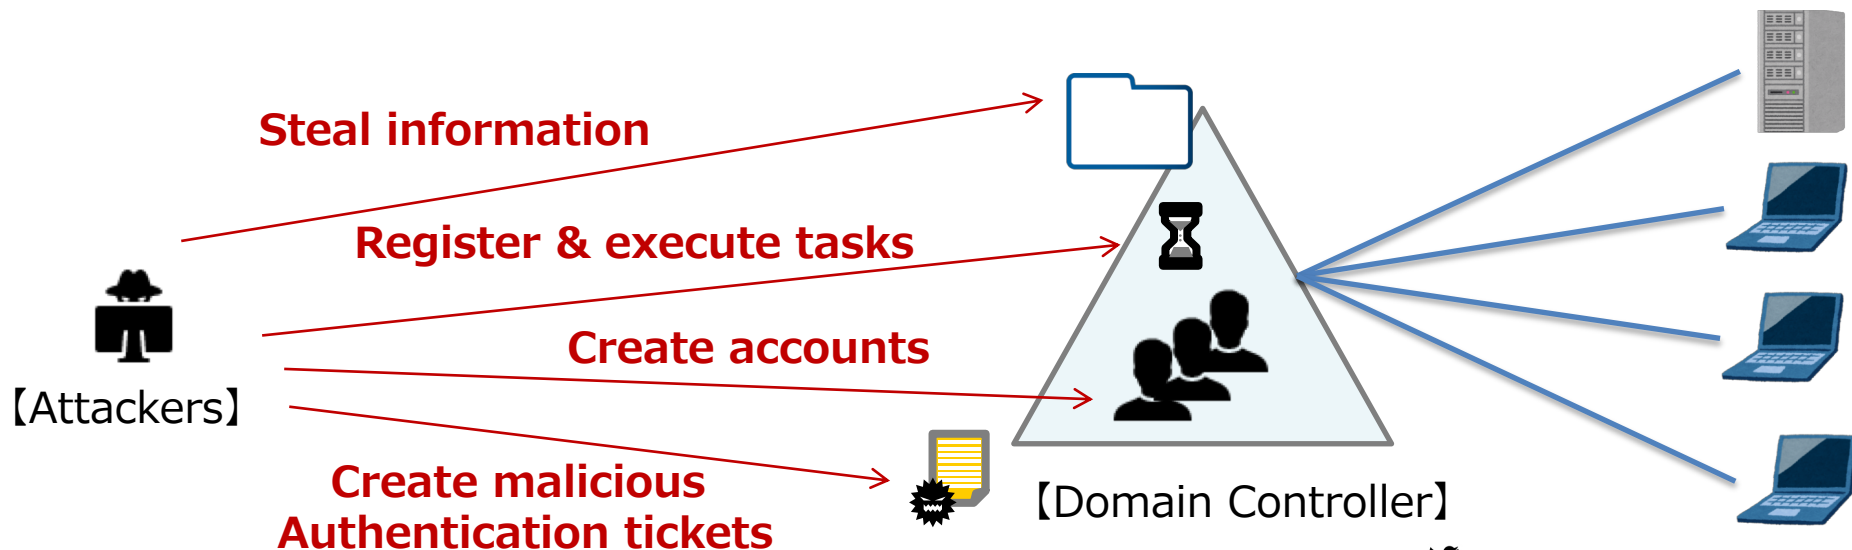 Steal information
Register & execute tasks
Create accounts
【Attackers】
Create malicious
Authentication tickets
【Domain Controller】